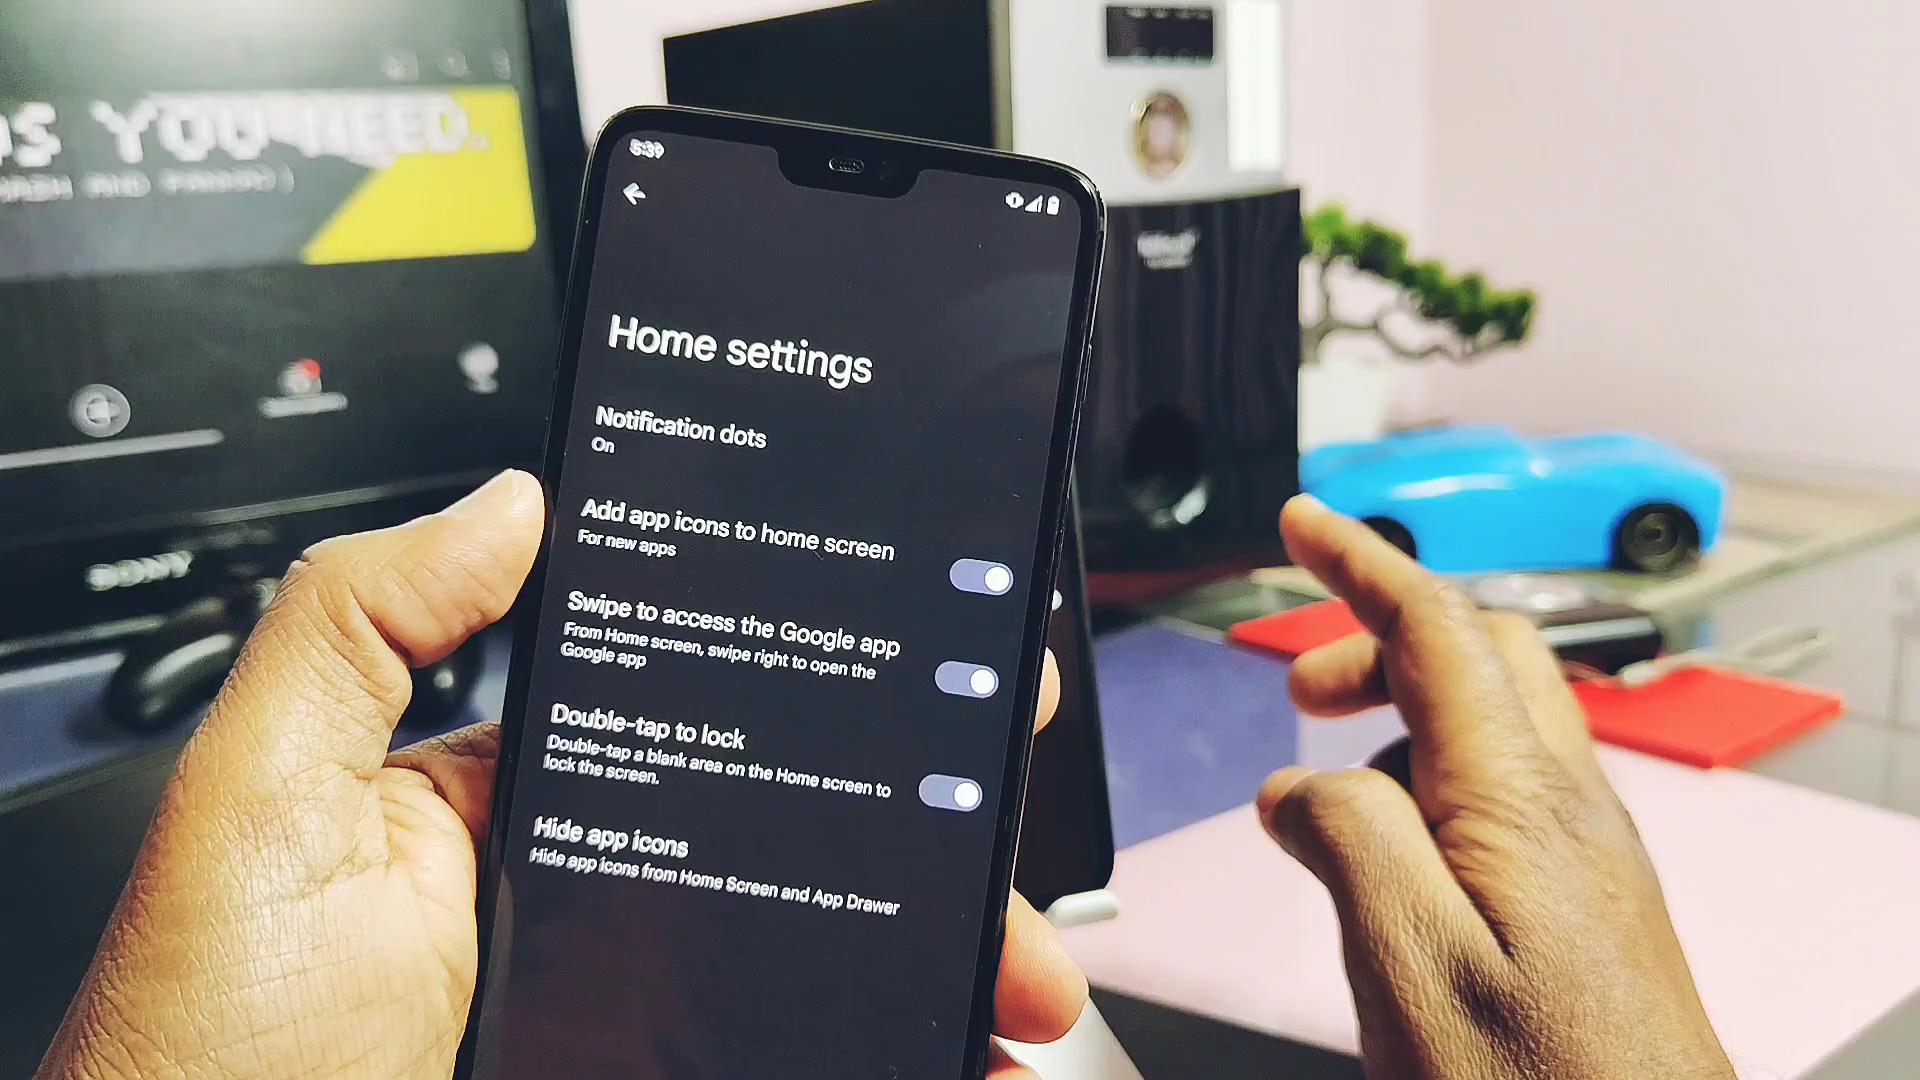 YOU NEED.
5:39
Home settings
Notification dots
On
Add app icons to home screen
For new apps
Swipe to access the Google app
From Home screen, swipe right to open the
Google app
Double-tap to lock
Double-tap a blank area on the Home screen to
lock the screen.
Hide app icons
Hide app icons from Home Screen and App Drawer
SONY